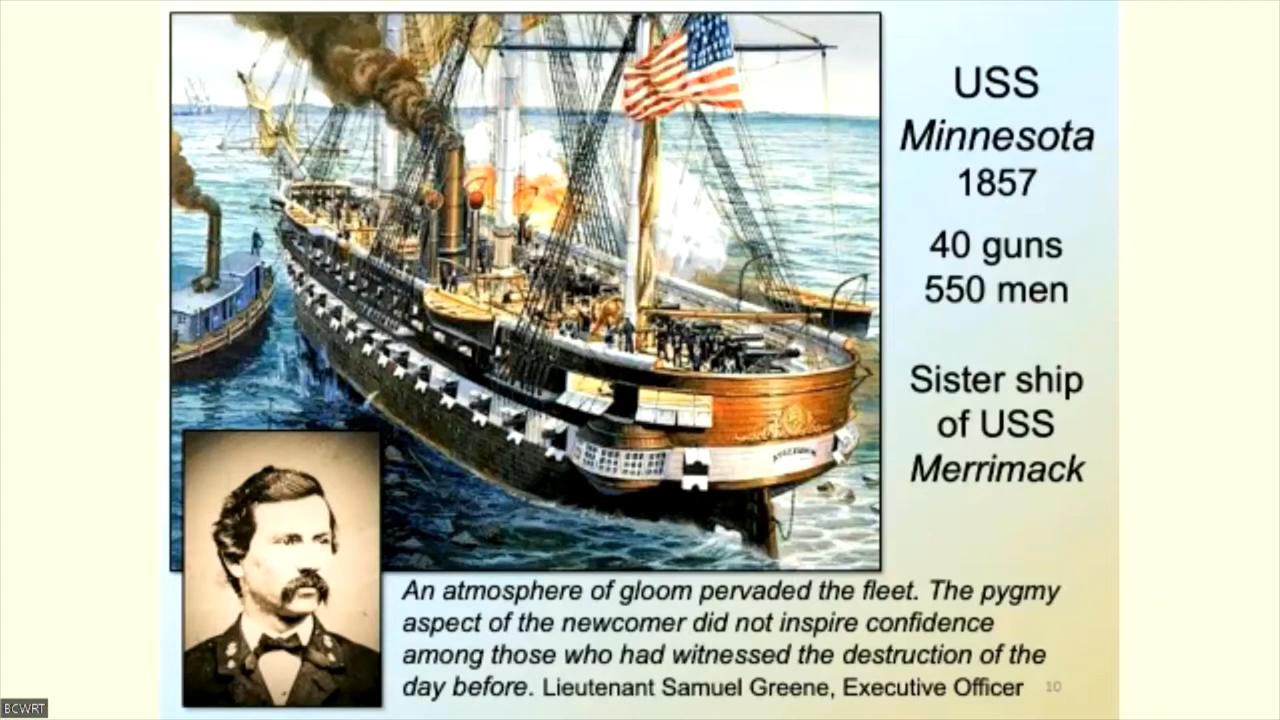 USS
Minnesota
1857
40 guns
550 men
Sister ship
of USS
Merrimack
An atmosphere of gloom pervaded the fleet. The pygmy
aspect of the newcomer did not inspire confidence
among those who had witnessed the destruction of the
day before. Lieutenant Samuel Greene, Executive Officer
10
BCWRT